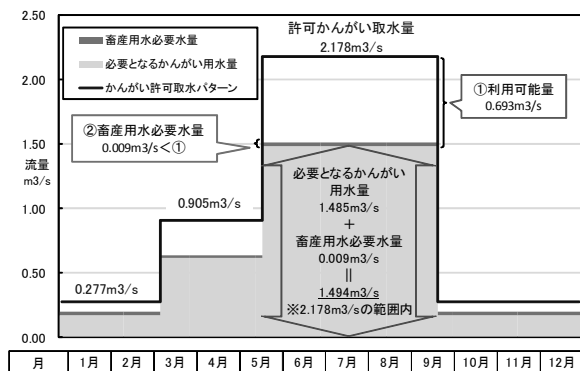 2.50
2.00
1.50
流量
m3/s
1.00
0.50
0.00
畜産用水必要水量
必要となるかんがい用水量
かんがい許可取水パターン
許可かんがい取水量
2.178m3/s
①利用可能量
0.693m3/s
②畜産用水必要水量
0.009m3/s<①
0.905m3/s
0.277m3/s
必要となるかんがい
用水量
1.485m3/s
+
畜産用水必要水量
0.009m3/s
||
1.494m3/s
※2.178m3/sの範囲内
月 1月 2月 3月 4月 5月 6月 7月 8月 9月 10月 11月 12月